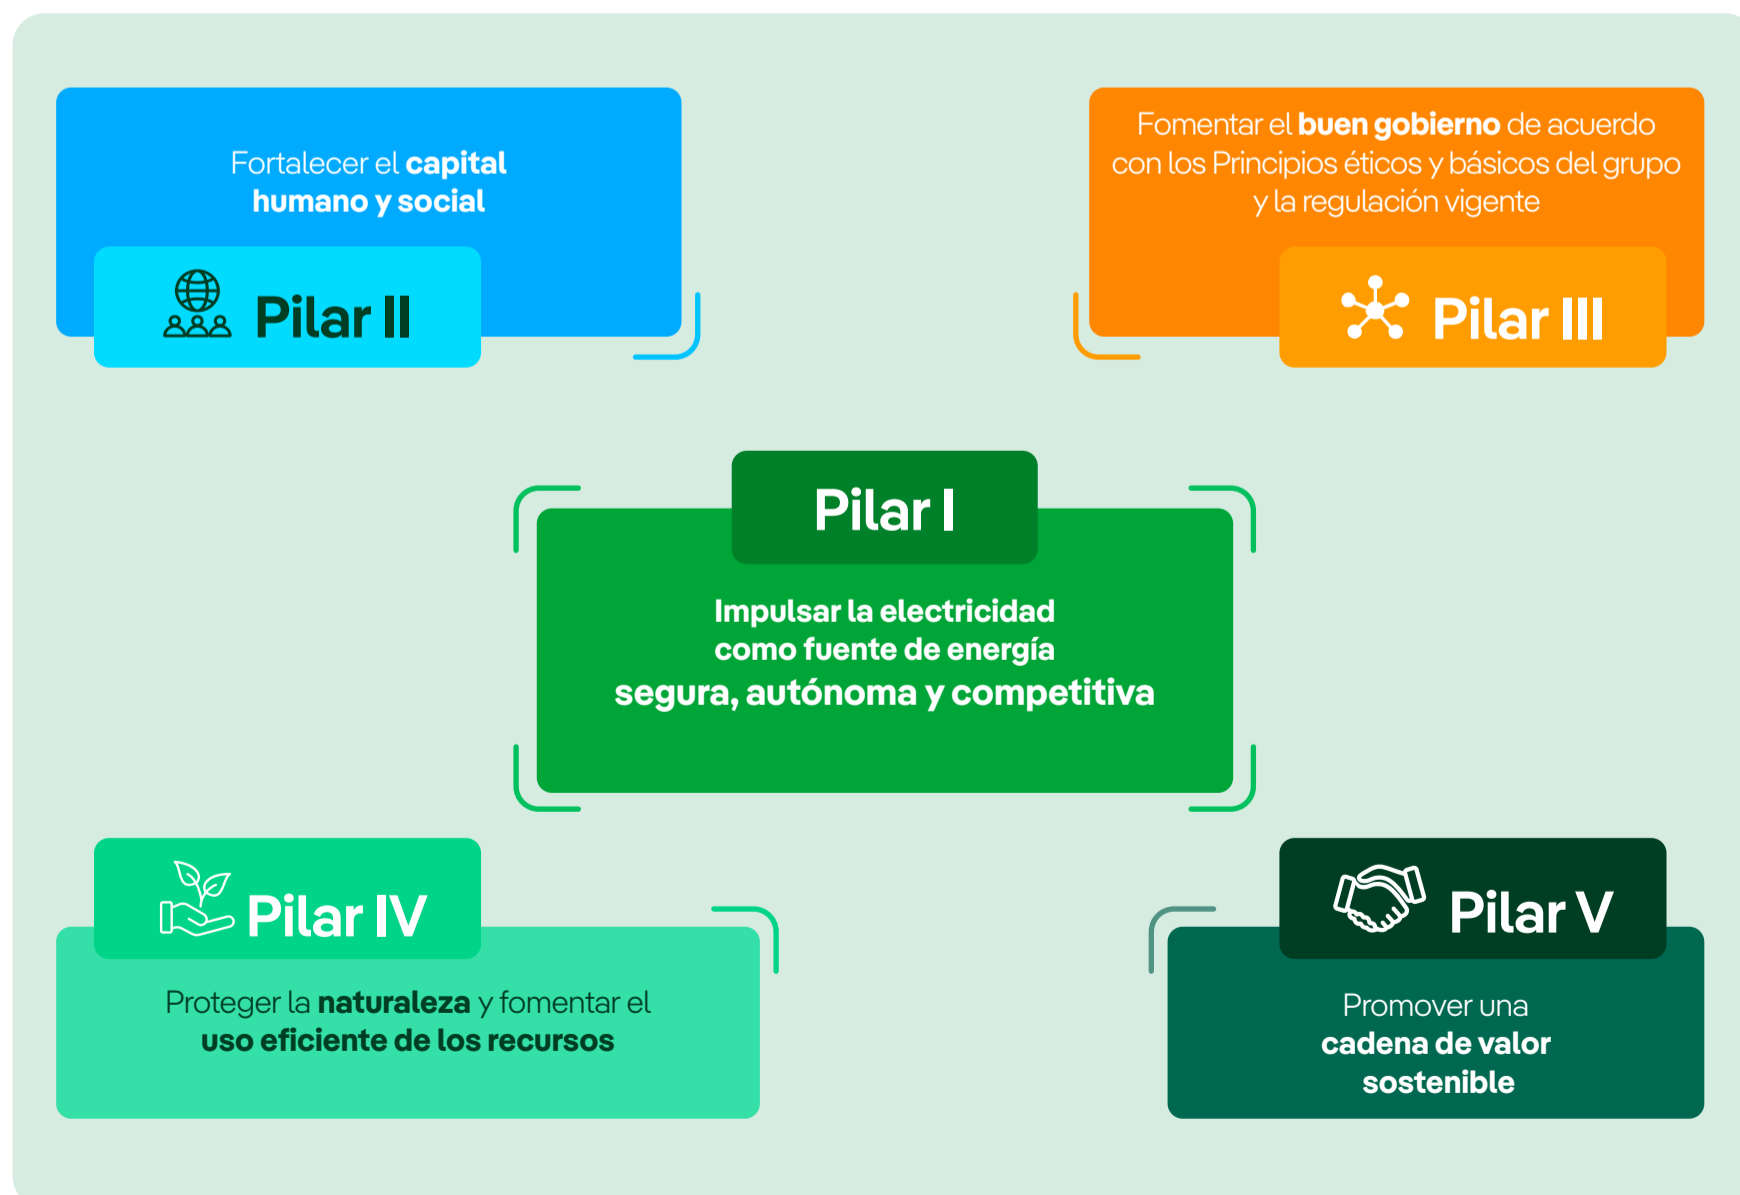 Fortalecer el capital
humano y social
Pilar II
Fomentar el buen gobierno de acuerdo
con los Principios éticos y básicos del grupo
y la regulación vigente
Pilar III
Pilar I
Impulsar la electricidad
como fuente de energía
segura, autónoma y competitiva
Pilar IV
Proteger la naturaleza y fomentar el
uso eficiente de los recursos
Pilar V
Promover una
cadena de valor
sostenible